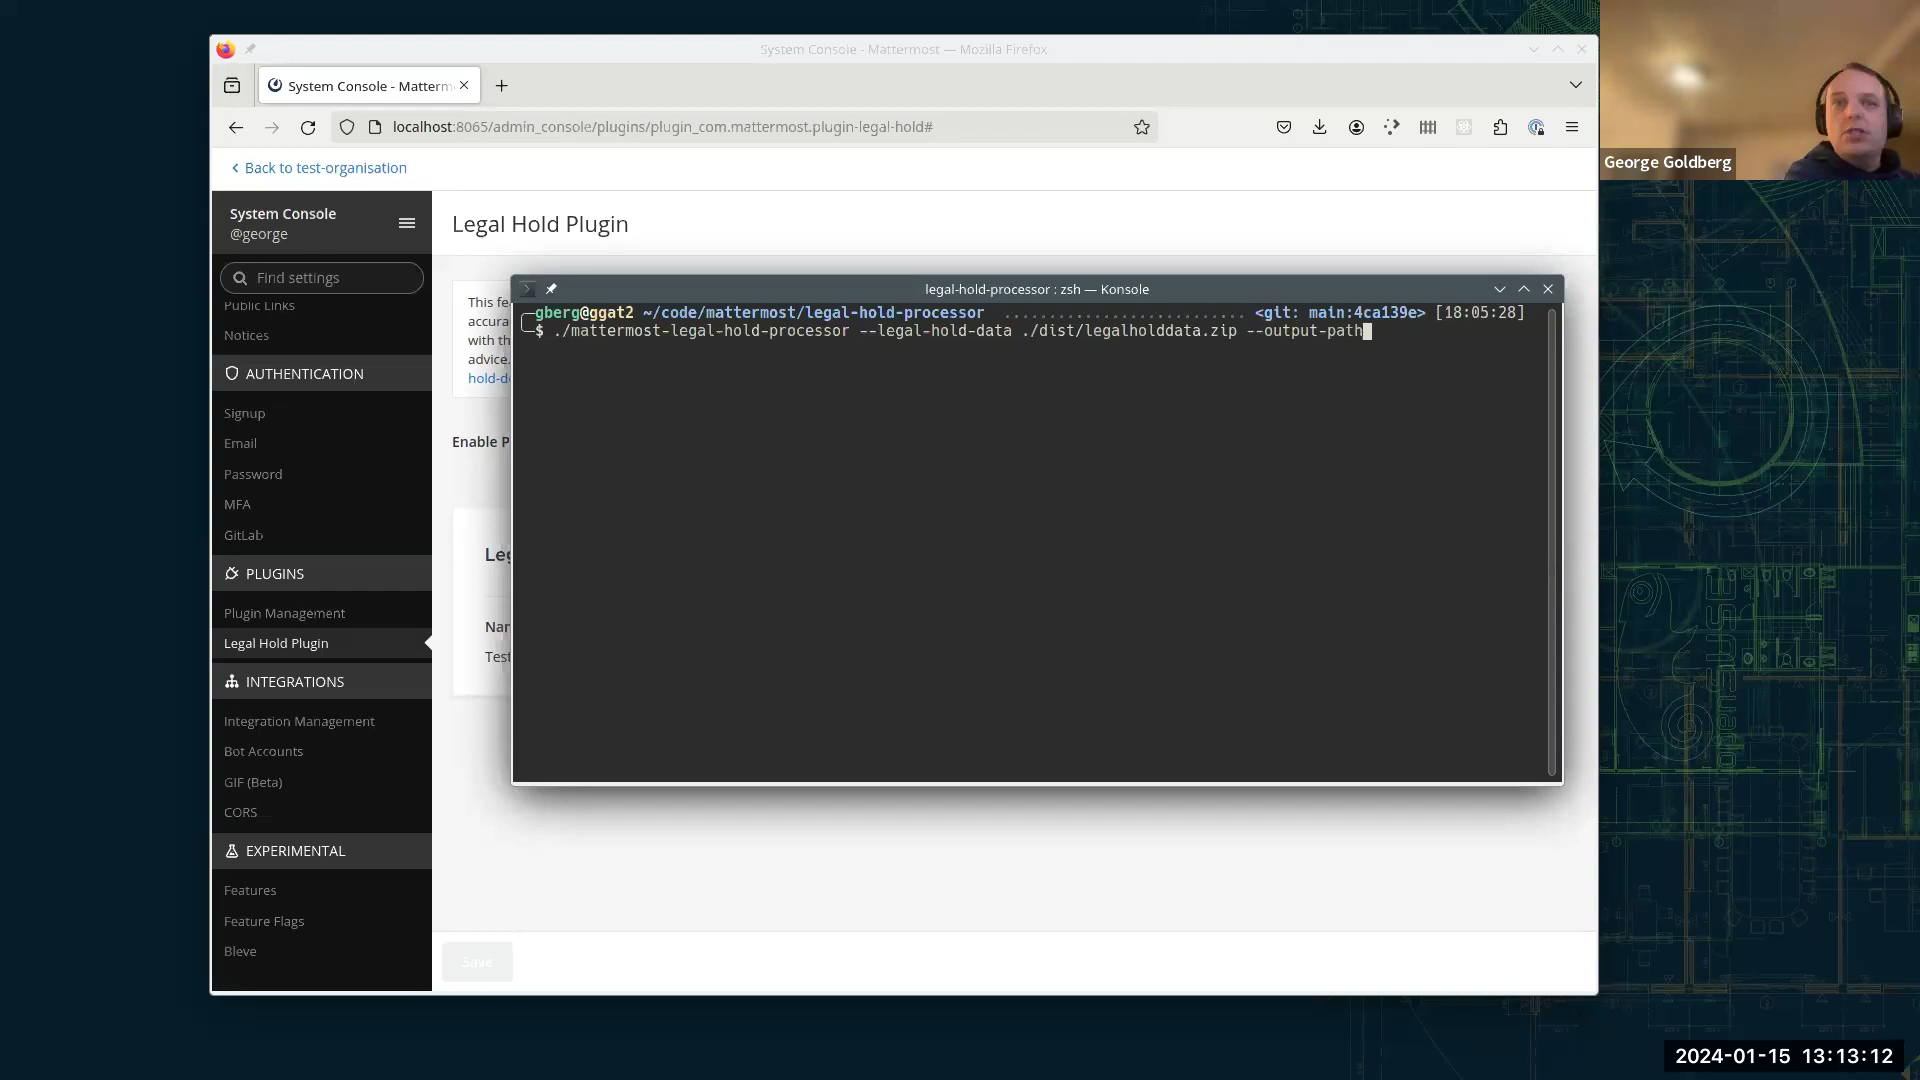 System Console - Mattermost — Mozilla Firefox
System Console - Matterm
localhost:8065/admin_console/plugins/plugin_com.mattermost.plugin-legal-hold#
Back to test-organisation
System Console
@george
Find settings
Public Links
Notices
AUTHENTICATION
Signup
Email
Password
MFA
GitLab
PLUGINS
Plugin Management
Legal Hold Plugin
INTEGRATIONS
Integration Management
Bot Accounts
GIF (Beta)
CORS
EXPERIMENTAL
Features
Feature Flags
Bleve
Legal Hold Plugin
This fe
accura
with th
advice.
hold-d
Enable P
Leg
Nar
Test
Save
legal-hold-processor : zsh — Konsole
gberg@ggat2 ~/code/mattermost/legal-hold-processor ........................... <git: main:4ca139e> [18:05:28]
$ ./mattermost-legal-hold-processor --legal-hold-data ./dist/legalholddata.zip --output-path
George Goldberg
2024-01-15 13:13:12